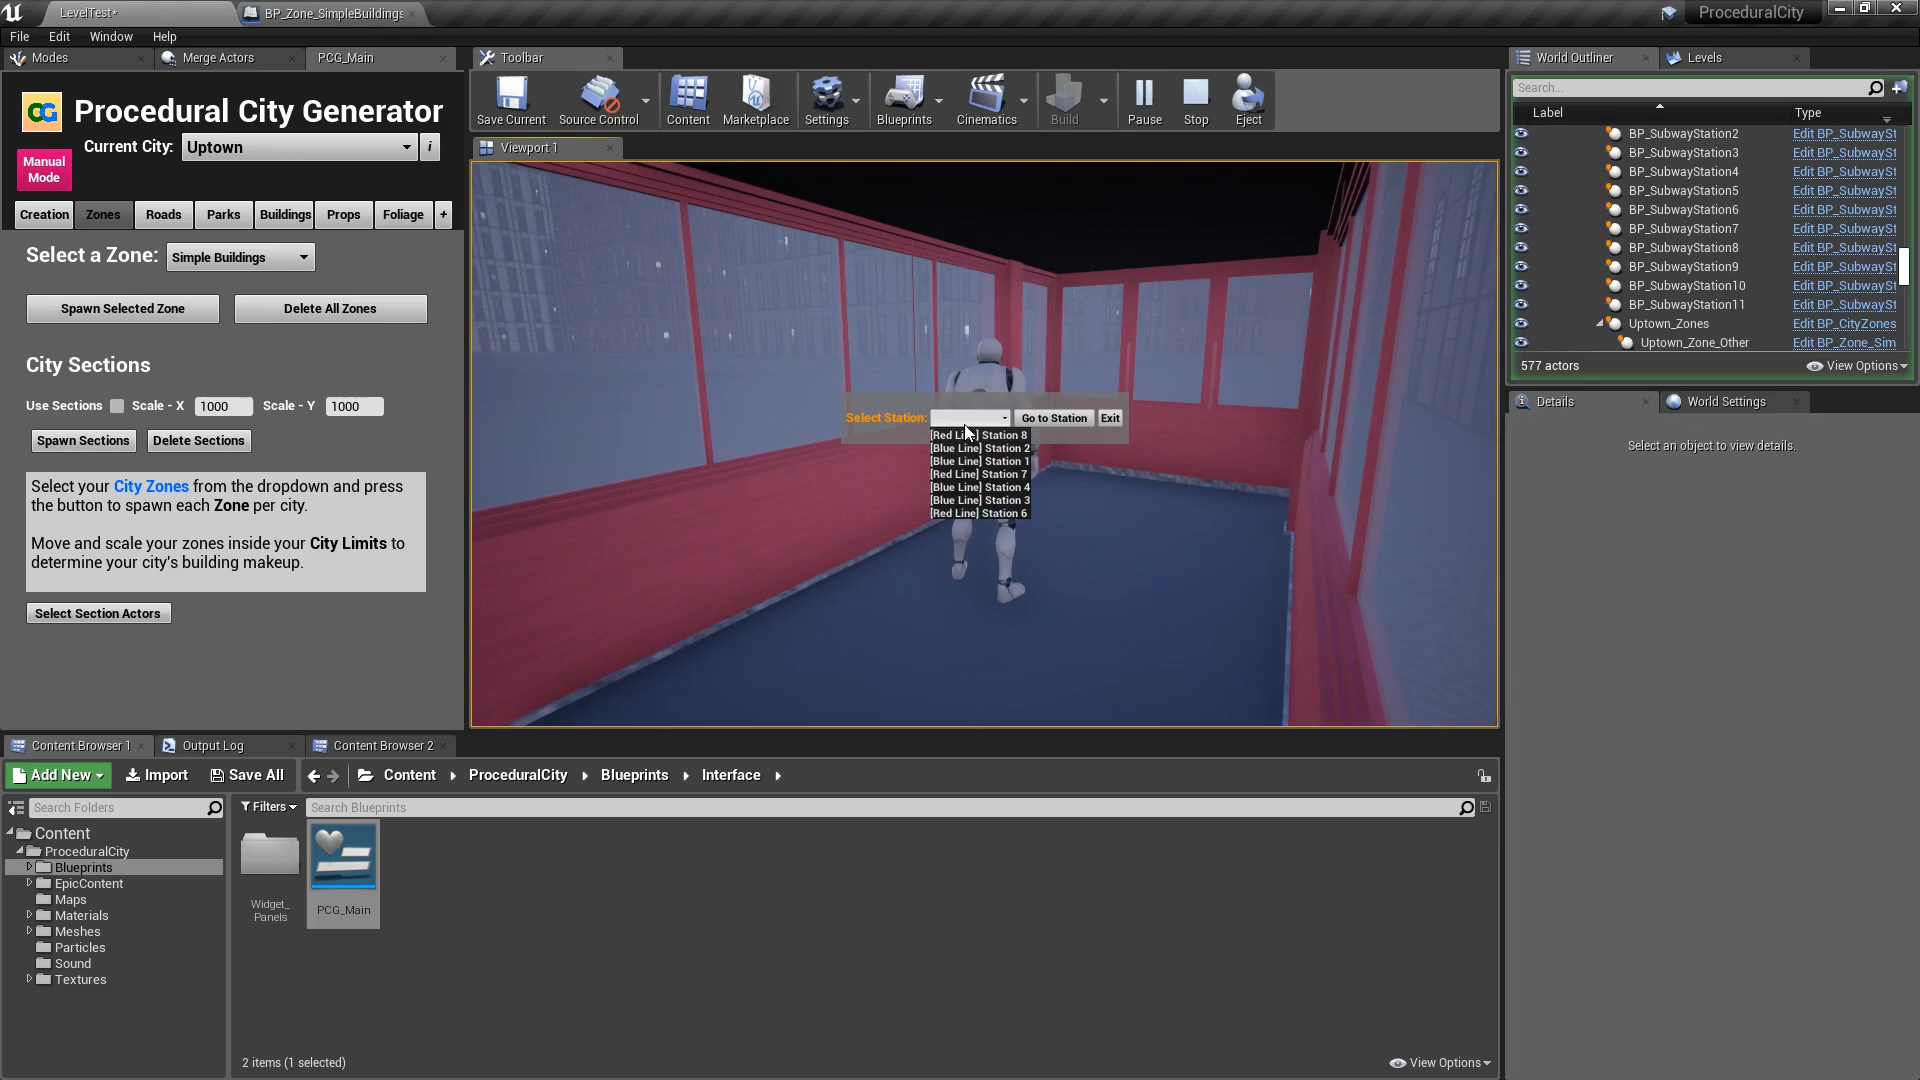 LevelTest*
BP_Zone_SimpleBuildings
ProceduralCity
File Edit Window Help
Modes
Merge Actors
PCG_Main
CG Procedural City Generator
Manual
Mode
Current City: Uptown i
Creation Zones Roads Parks Buildings Props Foliage +
Select a Zone: Simple Buildings
Spawn Selected Zone Delete All Zones
City Sections
Use Sections Scale - X 1000 Scale - Y 1000
Spawn Sections Delete Sections
Select your City Zones from the dropdown and press
the button to spawn each Zone per city.
Move and scale your zones inside your City Limits to
determine your city's building makeup.
Select Section Actors
Toolbar
Save Current Source Control Content Marketplace Settings Blueprints Cinematics Build Pause Stop Eject
Viewport 1
Select Station: Go to Station Exit
[Red Line] Station 8
[Blue Line] Station 2
[Blue Line] Station 1
[Red Line] Station 7
[Blue Line] Station 4
[Blue Line] Station 3
[Red Line] Station 6
World Outliner
Levels
Search...
Label Type
BP_SubwayStation2 Edit BP_SubwaySt
BP_SubwayStation3 Edit BP_SubwaySt
BP_SubwayStation4 Edit BP_SubwaySt
BP_SubwayStation5 Edit BP_SubwaySt
BP_SubwayStation6 Edit BP_SubwaySt
BP_SubwayStation7 Edit BP_SubwaySt
BP_SubwayStation8 Edit BP_SubwaySt
BP_SubwayStation9 Edit BP_SubwaySt
BP_SubwayStation10 Edit BP_SubwaySt
BP_SubwayStation11 Edit BP_SubwaySt
Uptown_Zones Edit BP_CityZones
Uptown_Zone_Other Edit BP_Zone_Sim
577 actors View Options
Details
World Settings
Select an object to view details.
Content Browser 1
Output Log
Content Browser 2
Add New Import Save All Content ProceduralCity Blueprints Interface
Search Folders
Filters Search Blueprints
Content
ProceduralCity
Blueprints
EpicContent
Maps
Materials
Meshes
Particles
Sound
Textures
Widget_
Panels
PCG_Main
2 items (1 selected)
View Options